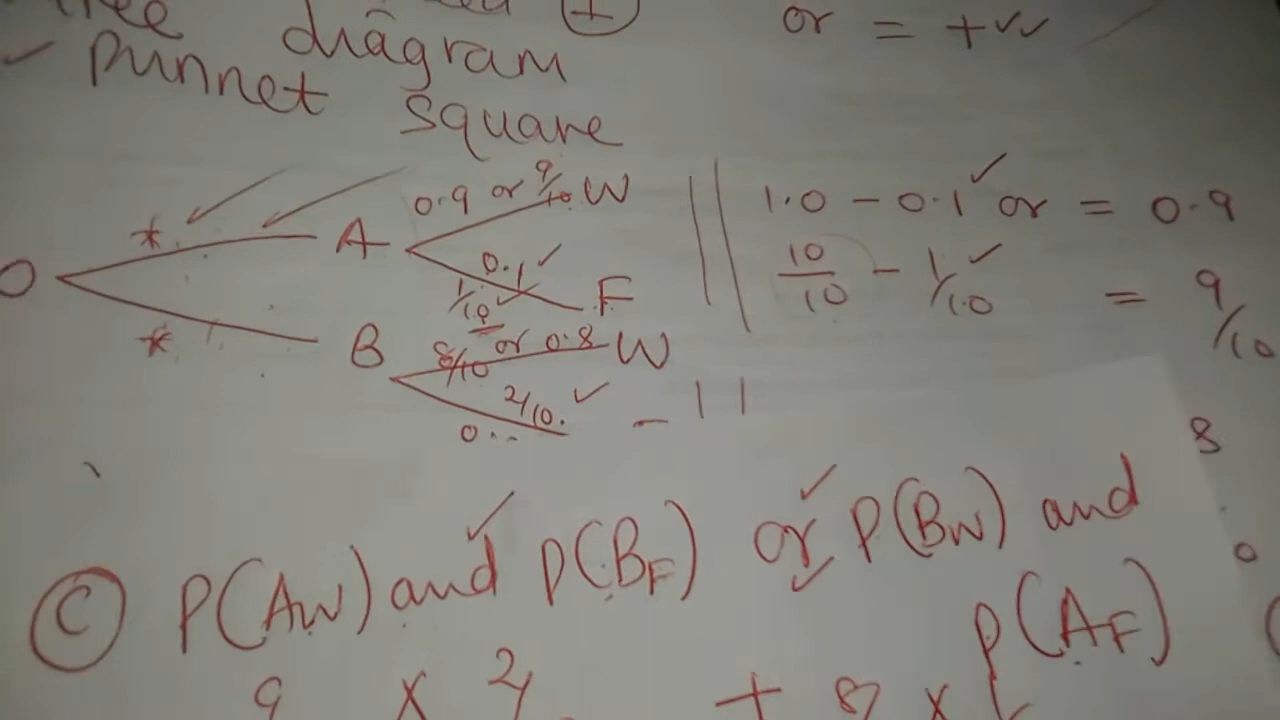 diagram
or = +
Punnet square
O * A 0.9 or 9/10 W || 1.0 - 0.1 or = 0.9
0.1 1/10 F 10/10 - 1/10 = 9/10
* B 8/10 or 0.8 W
2/10. 0.. - 11
8
(C) P(AW) and P(BF) or P(BW) and
P(AF)
9 × 2/ + 8 ×